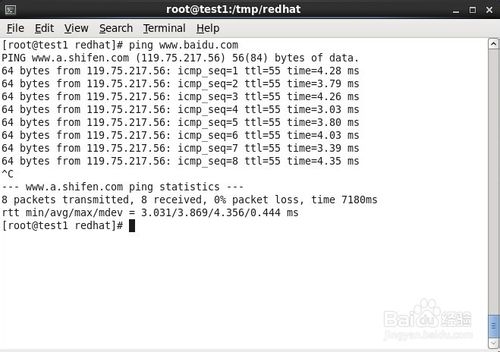 root@test1:/tmp/redhat
File Edit View Search Terminal Help
[root@test1 redhat]# ping www.baidu.com
PING www.a.shifen.com (119.75.217.56) 56(84) bytes of data.
64 bytes from 119.75.217.56: icmp_seq=1 ttl=55 time=4.28 ms
64 bytes from 119.75.217.56: icmp_seq=2 ttl=55 time=3.79 ms
64 bytes from 119.75.217.56: icmp_seq=3 ttl=55 time=4.26 ms
64 bytes from 119.75.217.56: icmp_seq=4 ttl=55 time=3.03 ms
64 bytes from 119.75.217.56: icmp_seq=5 ttl=55 time=3.80 ms
64 bytes from 119.75.217.56: icmp_seq=6 ttl=55 time=4.03 ms
64 bytes from 119.75.217.56: icmp_seq=7 ttl=55 time=3.39 ms
64 bytes from 119.75.217.56: icmp_seq=8 ttl=55 time=4.35 ms
^C
--- www.a.shifen.com ping statistics ---
8 packets transmitted, 8 received, 0% packet loss, time 7180ms
rtt min/avg/max/mdev = 3.031/3.869/4.356/0.444 ms
[root@test1 redhat]#
Baidu经验
jingyan.baidu.com